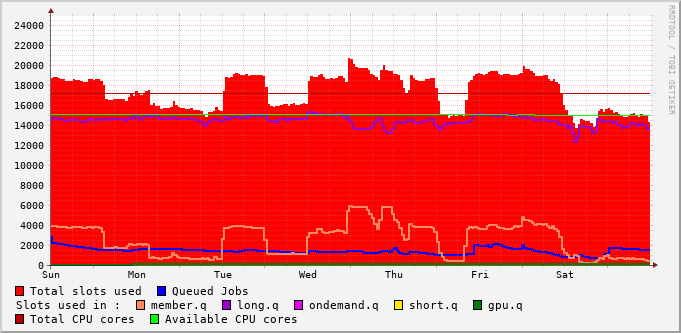 RRDTOOL / TOBI OETIKER
24000
22000
20000
18000
16000
14000
12000
10000
8000
6000
4000
2000
0
Sun Mon Tue Wed Thu Fri Sat
Total slots used Queued Jobs
Slots used in : member.q long.q ondemand.q short.q gpu.q
Total CPU cores Available CPU cores